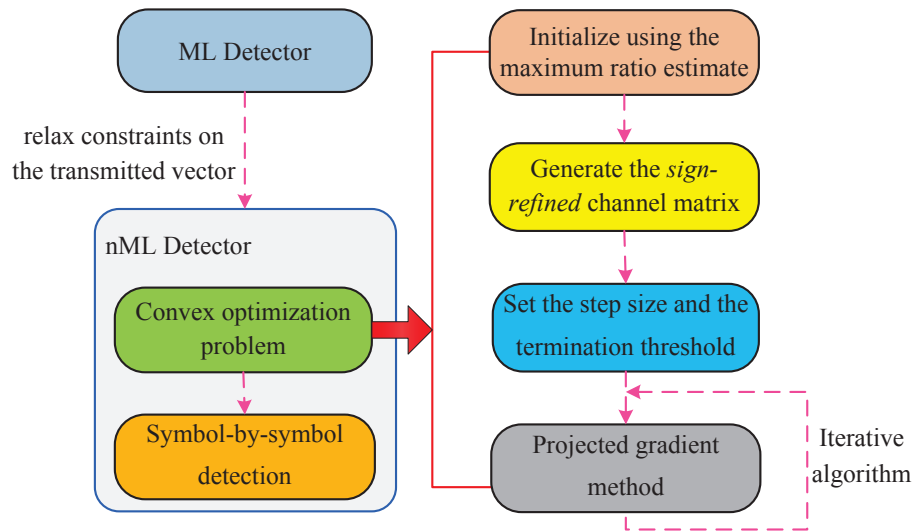 ML Detector
relax constraints on
the transmitted vector
nML Detector
Convex optimization
problem
Symbol-by-symbol
detection
Initialize using the
maximum ratio estimate
Generate the sign-
refined channel matrix
Set the step size and the
termination threshold
Projected gradient
method
Iterative
algorithm